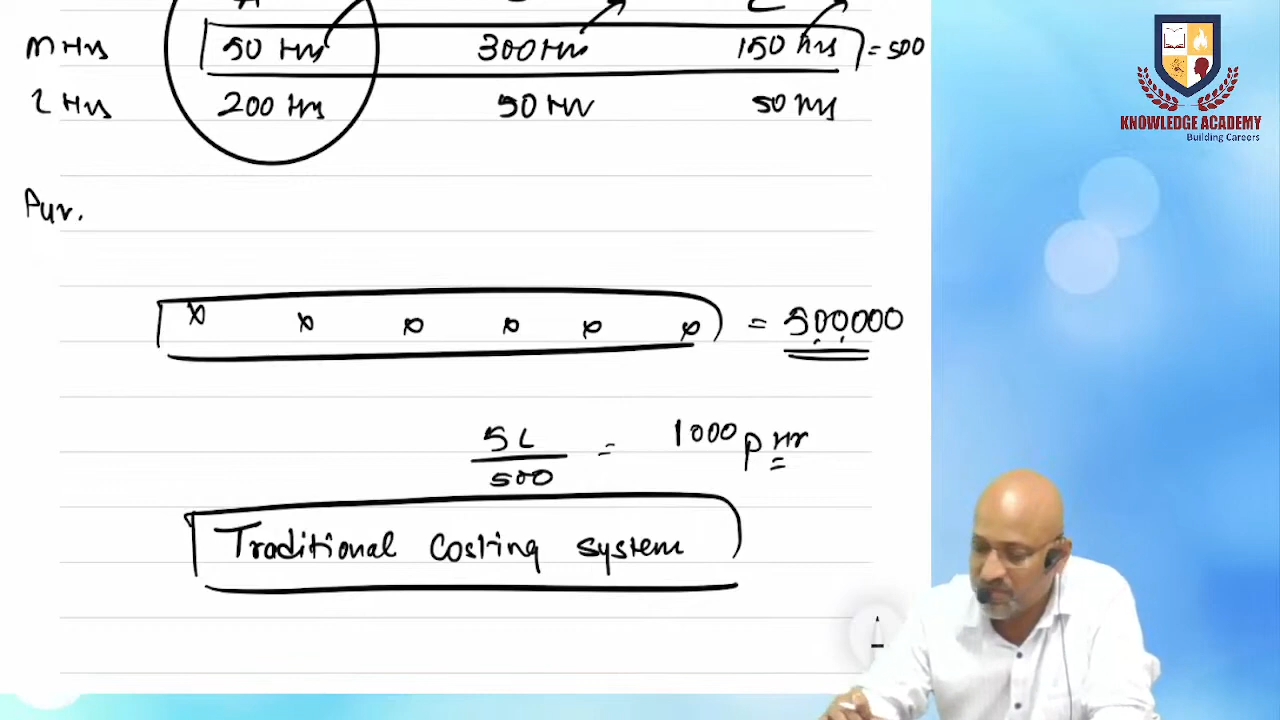 M Hrs 50 Hrs 300 Hrs 150 hrs = 500
L Hrs 200 Hrs 50 Hr 50 hrs
Pur.
x x x x x x = 500000
5L
500
= 1000 p Hr
Traditional Costing system
KNOWLEDGE ACADEMY
Building Careers